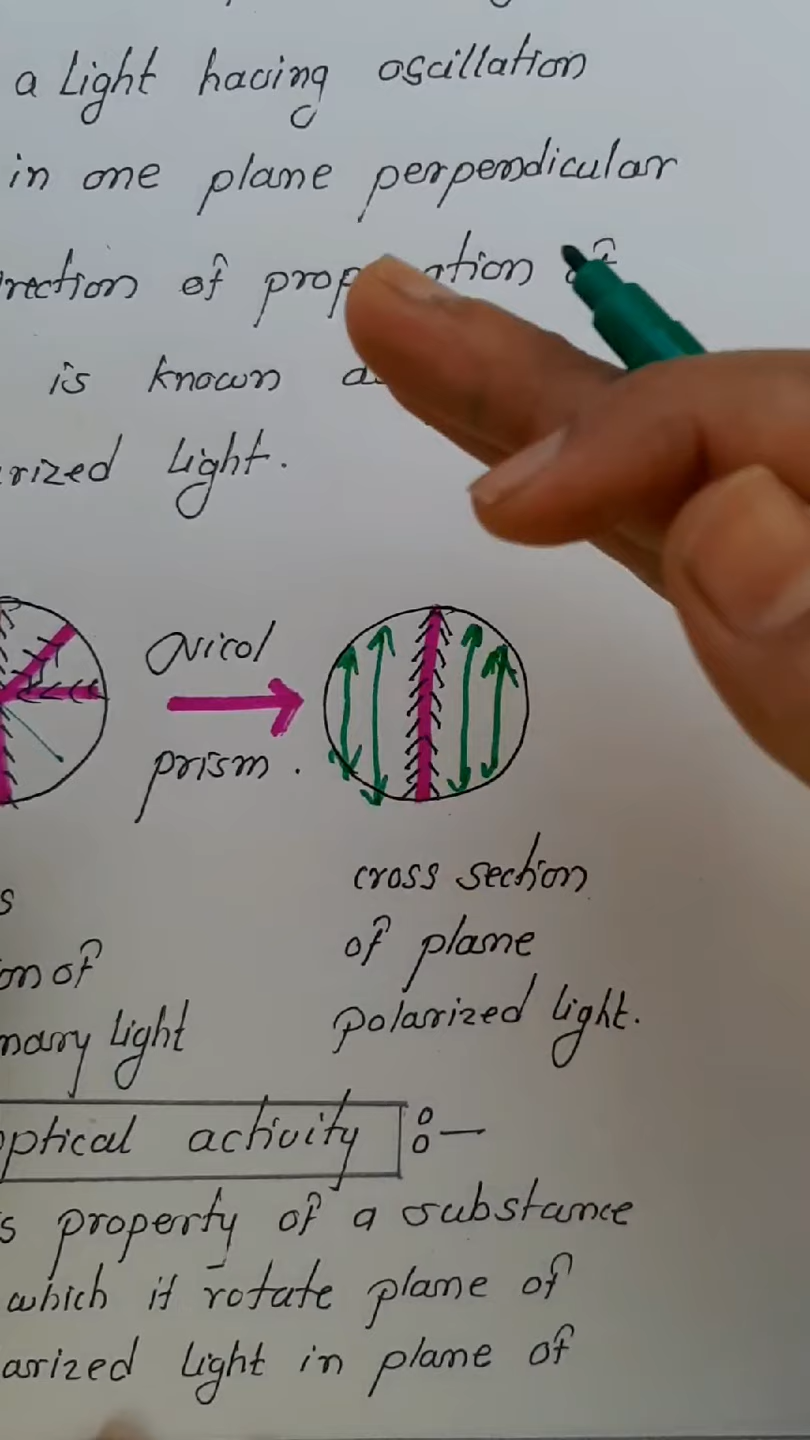 a Light having oscillation
in one plane perpendicular
rection of
is known
rized Light.
Nicol
prism.
cross section
of plane
polarized light.
s
on of
nary light
optical activity :-
s property of a substance
which it rotate plane of
arized light in plane of